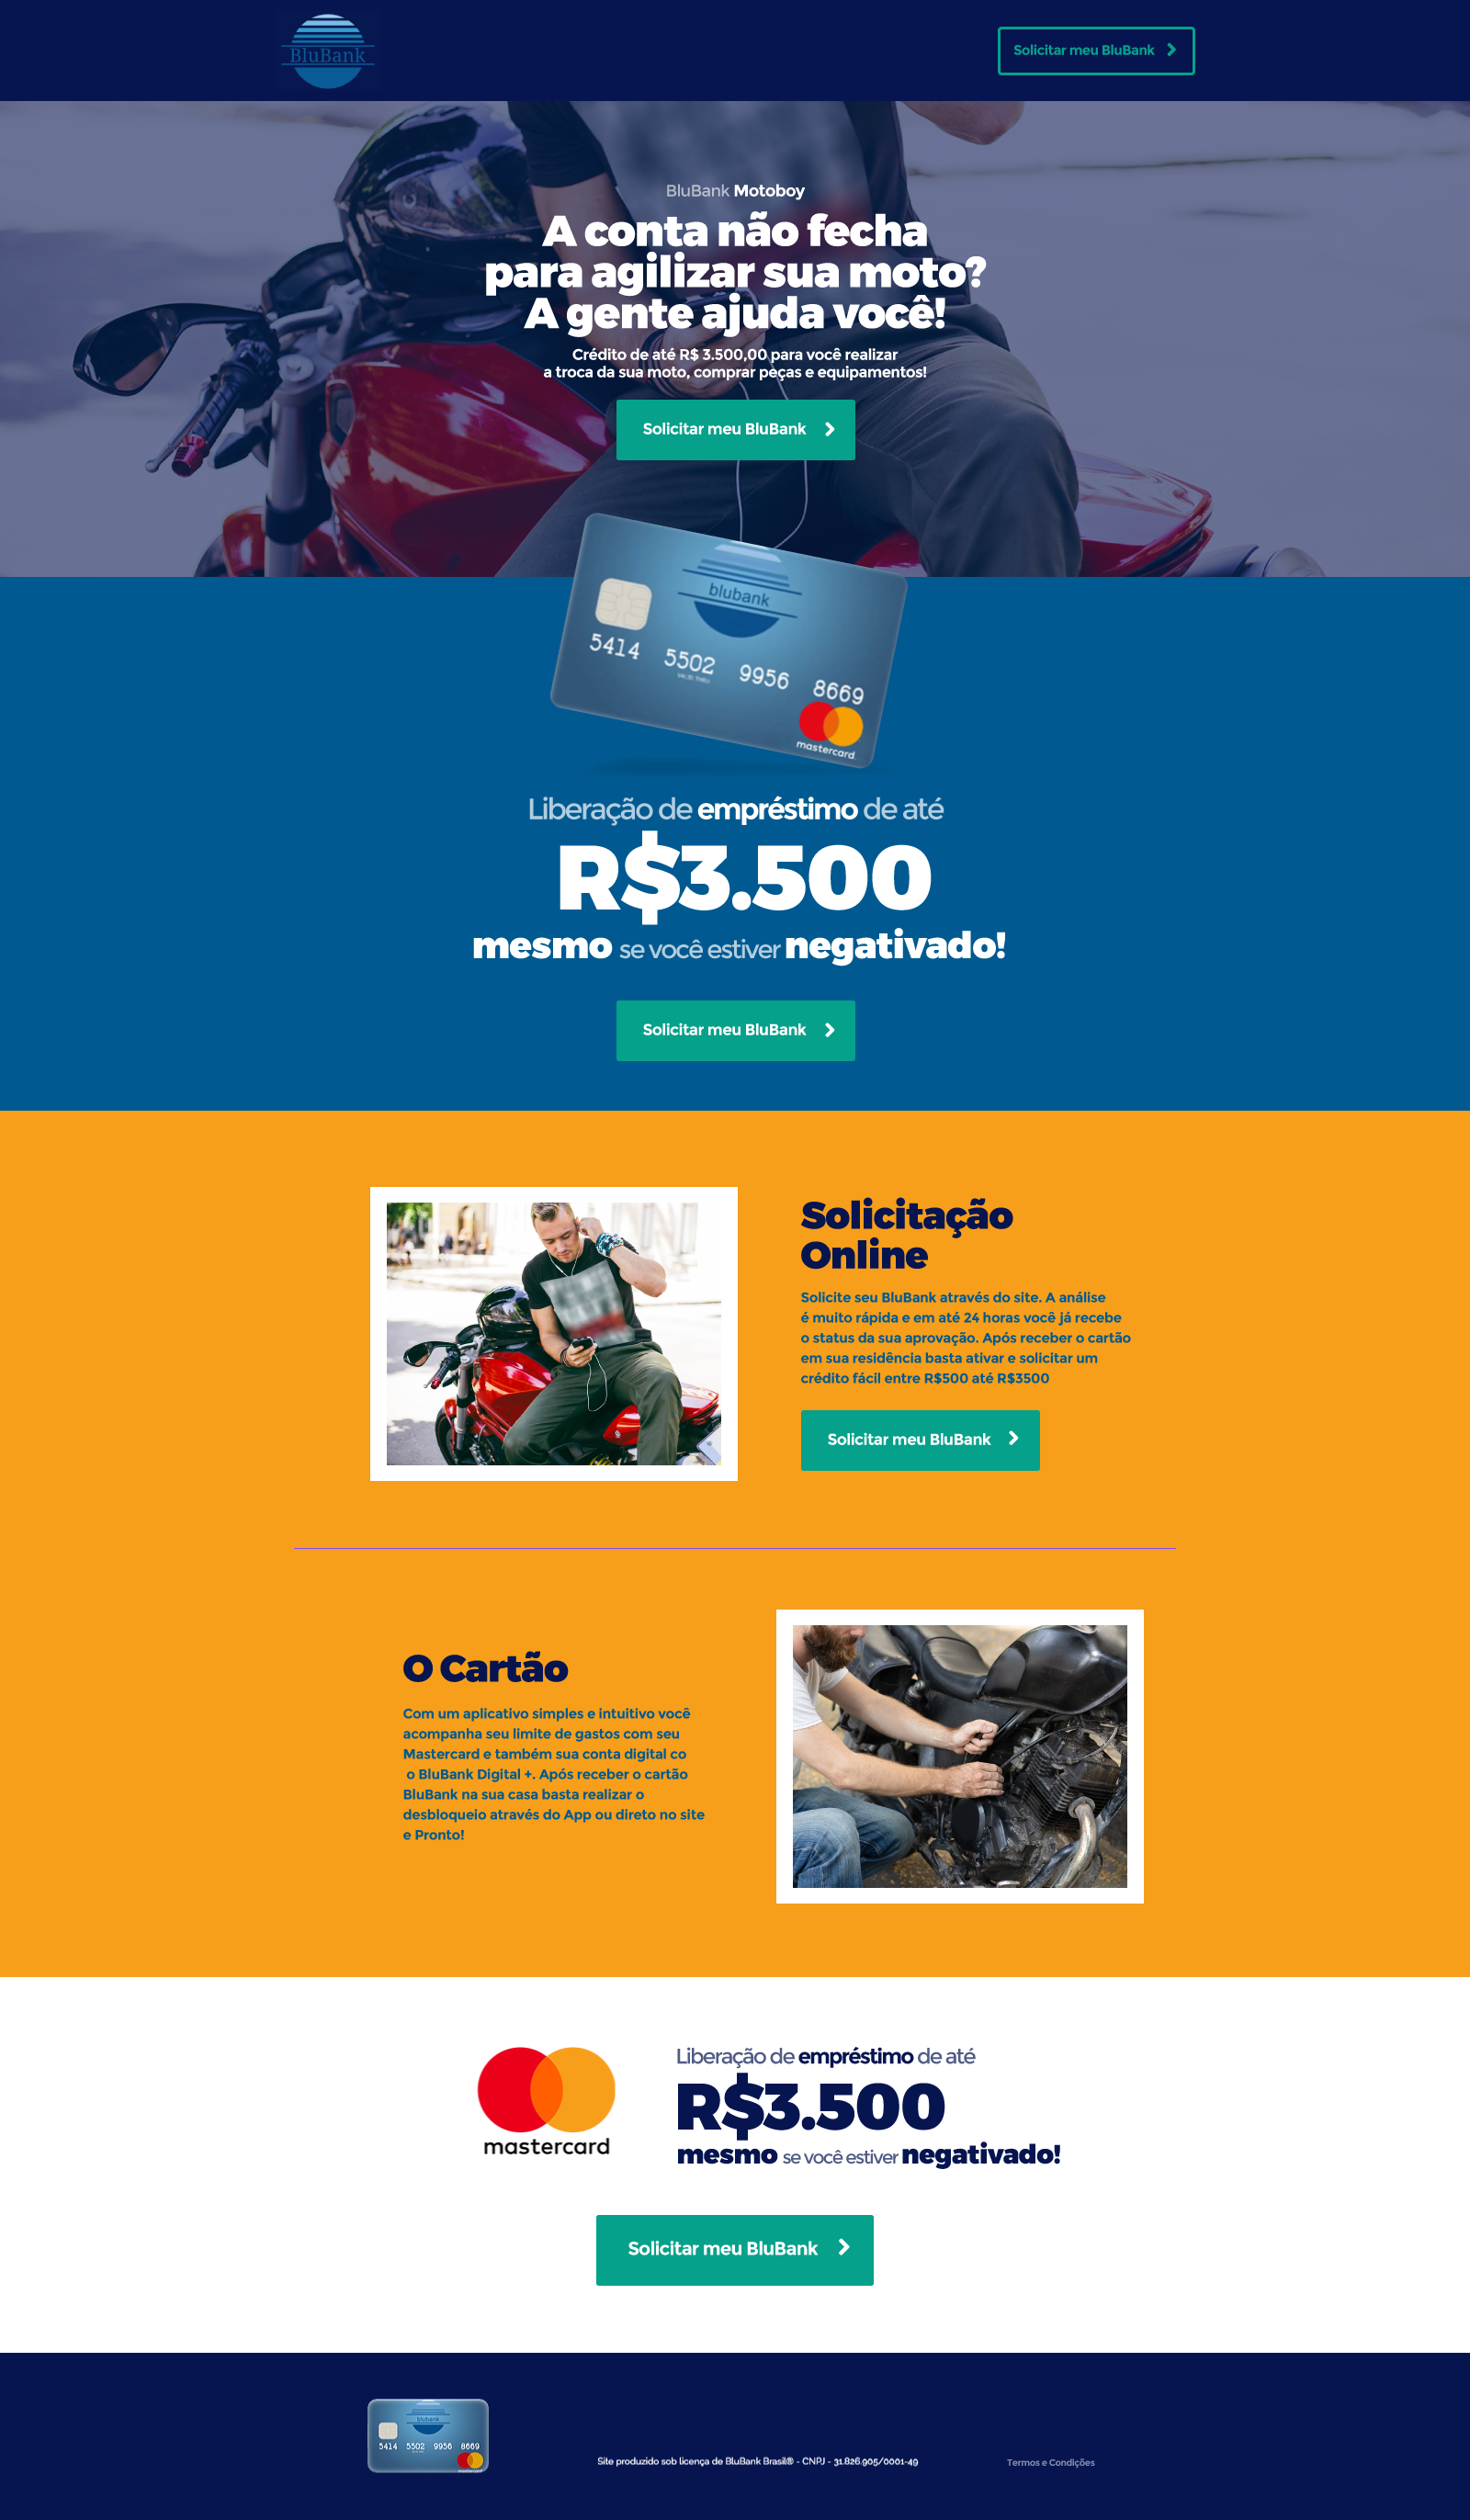 BluBank
Solicitar meu BluBank
BluBank Motoboy
A conta não fecha
para agilizar sua moto?
A gente ajuda você!
Crédito de até R$ 3.500,00 para você realizar
a troca da sua moto, comprar peças e equipamentos!
Solicitar meu BluBank
blubank
5414 5502 9956 8669
VALID THRU
mastercard
Liberação de empréstimo de até
R$3.500
mesmo se você estiver negativado!
Solicitar meu BluBank
Solicitação
Online
Solicite seu BluBank através do site. A análise
é muito rápida e em até 24 horas você já recebe
o status da sua aprovação. Após receber o cartão
em sua residência basta ativar e solicitar um
crédito fácil entre R$500 até R$3500
Solicitar meu BluBank
O Cartão
Com um aplicativo simples e intuitivo você
acompanha seu limite de gastos com seu
Mastercard e também sua conta digital co
o BluBank Digital +. Após receber o cartão
BluBank na sua casa basta realizar o
desbloqueio através do App ou direto no site
e Pronto!
mastercard
Liberação de empréstimo de até
R$3.500
mesmo se você estiver negativado!
Solicitar meu BluBank
blubank
5414 5502 9956 8669
mastercard
Site produzido sob licença de BluBank Brasil® - CNPJ - 31.826.905/0001-49
Termos e Condições